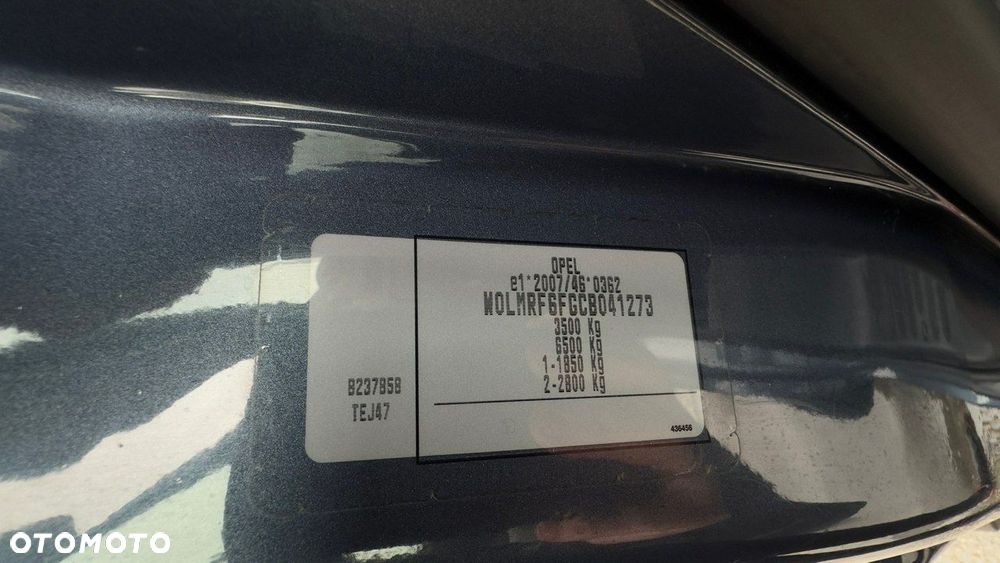 OPEL
e1*2007/46*0362
W0LMRF6FGCB041273
3500 Kg
6500 Kg
1-1850 Kg
2-2800 Kg
B237858
TEJ47
436456
OTOMOTO